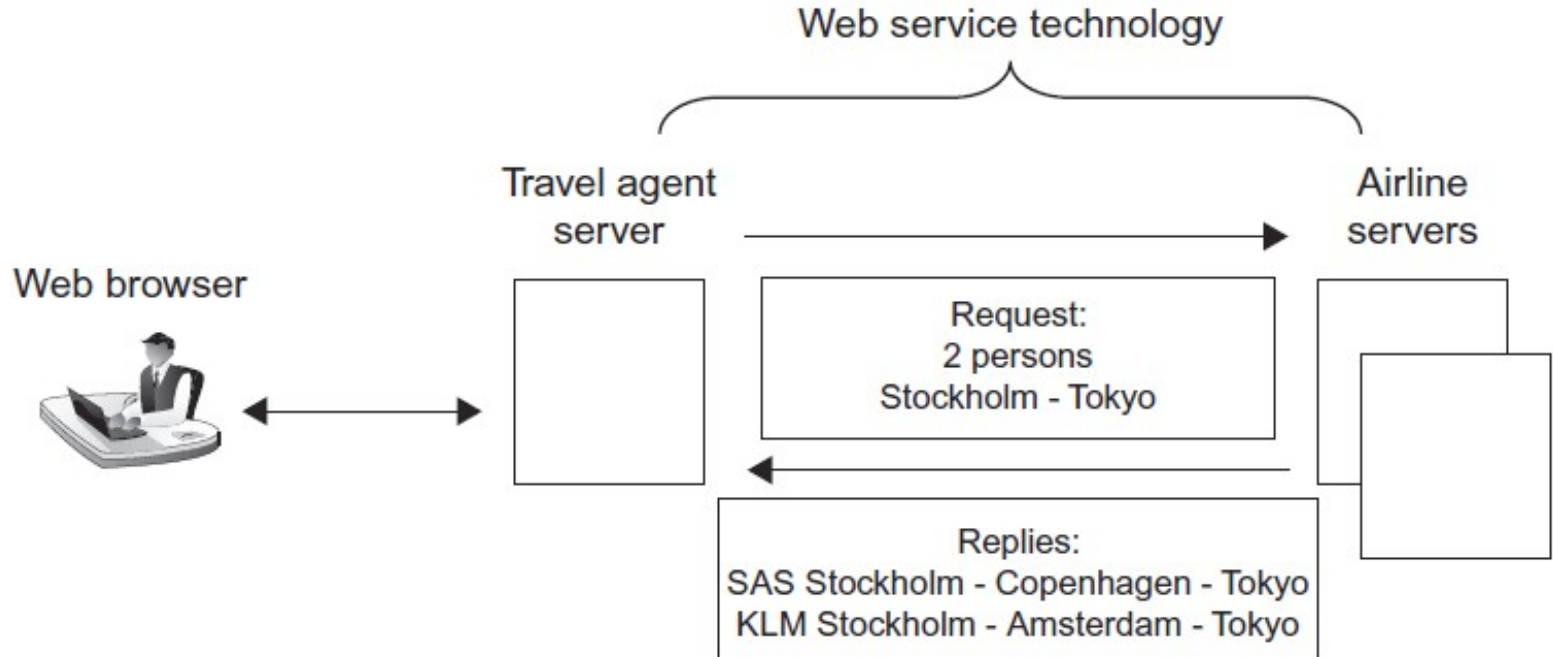 Web service technology
Travel agent
server
Airline
servers
Web browser
Request:
2 persons
Stockholm - Tokyo
Replies:
SAS Stockholm - Copenhagen - Tokyo
KLM Stockholm - Amsterdam - Tokyo